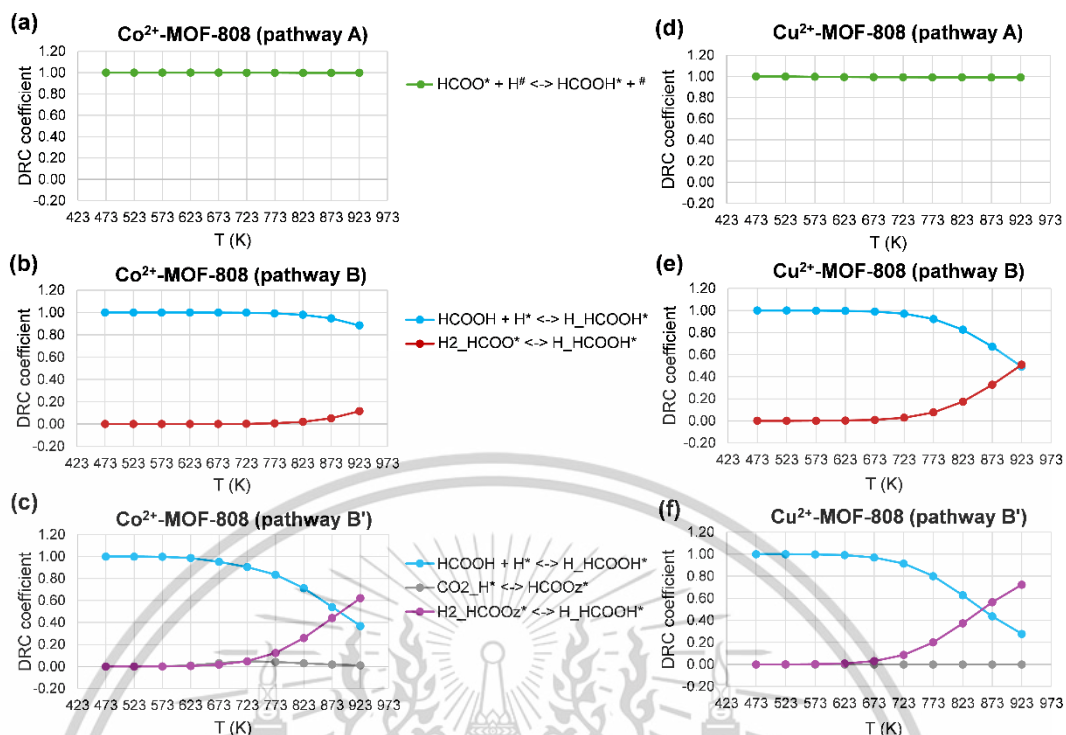 (a)
Co²⁺-MOF-808 (pathway A)
DRC coefficient
1.20
1.00
0.80
0.60
0.40
0.20
0.00
-0.20
423 473 523 573 623 673 723 773 823 873 923 973
T (K)
HCOO* + H# <-> HCOOH* + #
(d)
Cu²⁺-MOF-808 (pathway A)
DRC coefficient
1.20
1.00
0.80
0.60
0.40
0.20
0.00
-0.20
423 473 523 573 623 673 723 773 823 873 923 973
T (K)
(b)
Co²⁺-MOF-808 (pathway B)
DRC coefficient
1.20
1.00
0.80
0.60
0.40
0.20
0.00
-0.20
423 473 523 573 623 673 723 773 823 873 923 973
T (K)
HCOOH + H* <-> H_HCOOH*
H2_HCOO* <-> H_HCOOH*
(e)
Cu²⁺-MOF-808 (pathway B)
DRC coefficient
1.20
1.00
0.80
0.60
0.40
0.20
0.00
-0.20
423 473 523 573 623 673 723 773 823 873 923 973
T (K)
(c)
Co²⁺-MOF-808 (pathway B')
DRC coefficient
1.20
1.00
0.80
0.60
0.40
0.20
0.00
-0.20
423 473 523 573 623 673 723 773 823 873 923 973
T (K)
HCOOH + H* <-> H_HCOOH*
CO2_H* <-> HCOOz*
H2_HCOOz* <-> H_HCOOH*
(f)
Cu²⁺-MOF-808 (pathway B')
DRC coefficient
1.20
1.00
0.80
0.60
0.40
0.20
0.00
-0.20
423 473 523 573 623 673 723 773 823 873 923 973
T (K)